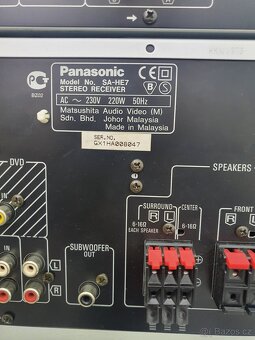 Panasonic
Model No. SA-HE7
STEREO RECEIVER
AC ~ 230V 220W 50Hz
Matsushita Audio Video (M)
Sdn. Bhd. Johor Malaysia
Made in Malaysia
SER.NO.
GX1HA008047
DVD
IN
SPEAKERS
SURROUND
CENTER
FRONT
R
L
6-16Ω
EACH SPEAKER
6-16Ω
R
SUBWOOFER
OUT
IN
L
R